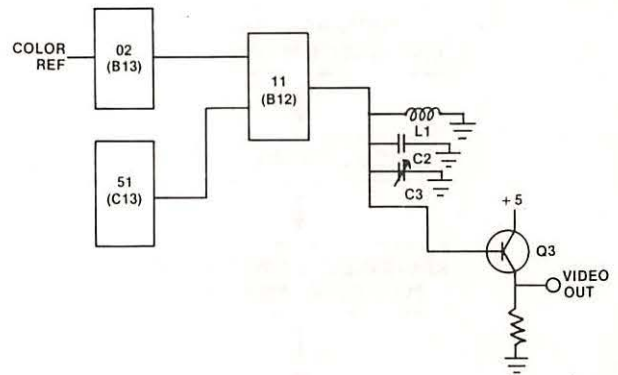 COLOR
REF
02
(B13)
11
(B12)
51
(C13)
L1
C2
C3
+5
Q3
VIDEO
OUT